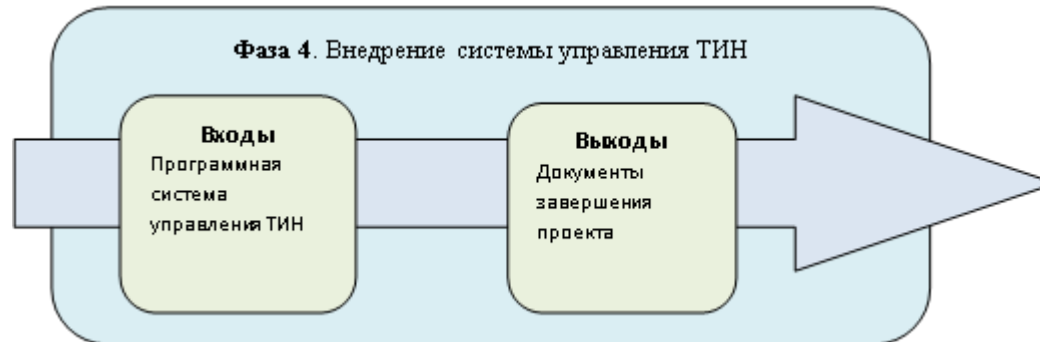 Фаза 4. Внедрение системы управления ТИН
Входы
Программная
система
управления ТИН
Выходы
Документы
завершения
проекта